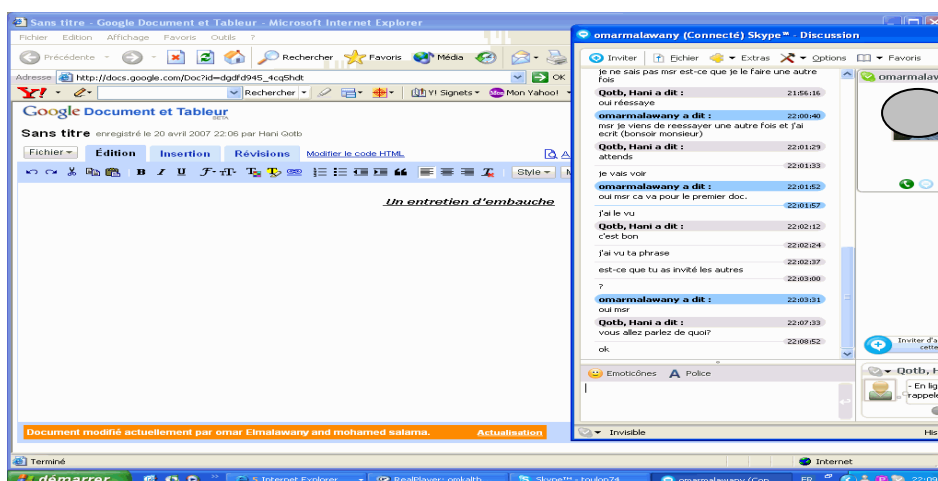 Sans titre - Google Document et Tableur - Microsoft Internet Explorer
Fichier Edition Affichage Favoris Outils ?
Précédente Rechercher Favoris Média
Adresse http://docs.google.com/Doc?id=dgdfd945_4cq5hdt OK
Y! Rechercher Y! Signets Mon Yahoo!
Google Document et Tableur
BETA
Sans titre enregistré le 20 avril 2007 22:06 par Hani Qotb
Fichier Édition Insertion Révisions Modifier le code HTML
Style
Un entretien d'embauche
Document modifié actuellement par omar Elmalawany and mohamed salama. Actualisation
Terminé
Internet
omarmalawany (Connecté) Skype™ - Discussion
Inviter Fichier Extras Options Favoris
je ne sais pas msr est-ce que je le faire une autre
fois
Qotb, Hani a dit : 21:56:16
oui réessaye
omarmalawany a dit : 22:00:40
msr je viens de reessayer une autre fois et j'ai
ecrit (bonsoir monsieur)
Qotb, Hani a dit : 22:01:29
attends
22:01:33
je vais voir
omarmalawany a dit : 22:01:52
oui msr ca va pour le premier doc.
22:01:57
j'ai le vu
Qotb, Hani a dit : 22:02:12
c'est bon
22:02:24
j'ai vu ta phrase
22:02:37
est-ce que tu as invité les autres
22:03:00
?
omarmalawany a dit : 22:03:31
oui msr
Qotb, Hani a dit : 22:07:33
vous allez parlez de quoi?
22:08:52
ok
Emoticônes A Police
Invisible His
omarmalaw
Inviter d'a
cette
Qotb, H
- En lig
rappele
démarrer 5 Internet Explorer RealPlayer: omkalth Skype™ - toulon74 omarmalawany (Con FR 22:09